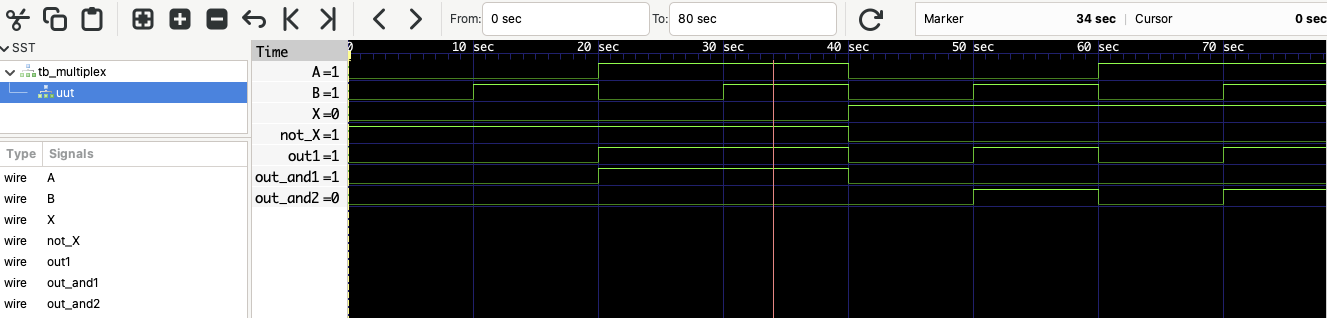 From: 0 sec To: 80 sec Marker 34 sec Cursor 0 sec
SST
tb_multiplex
uut
Type Signals
wire A
wire B
wire X
wire not_X
wire out1
wire out_and1
wire out_and2
Time
A=1
B=1
X=0
not_X=1
out1=1
out_and1=1
out_and2=0
0 10 sec 20 sec 30 sec 40 sec 50 sec 60 sec 70 sec